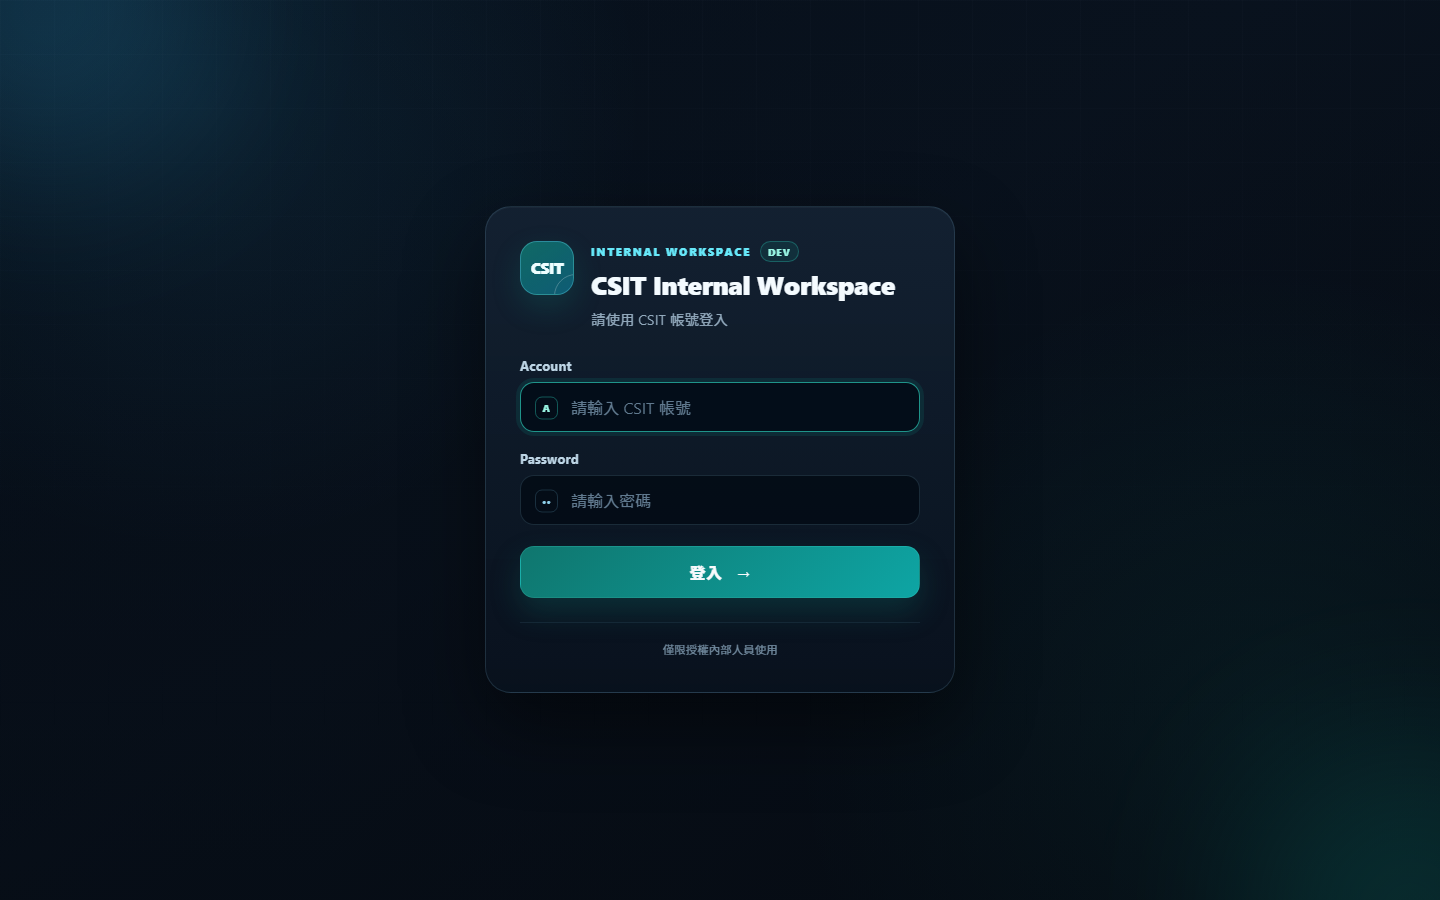 CSIT
INTERNAL WORKSPACE DEV
CSIT Internal Workspace
請使用 CSIT 帳號登入
Account
A 請輸入 CSIT 帳號
Password
•• 請輸入密碼
登入 →
僅限授權內部人員使用